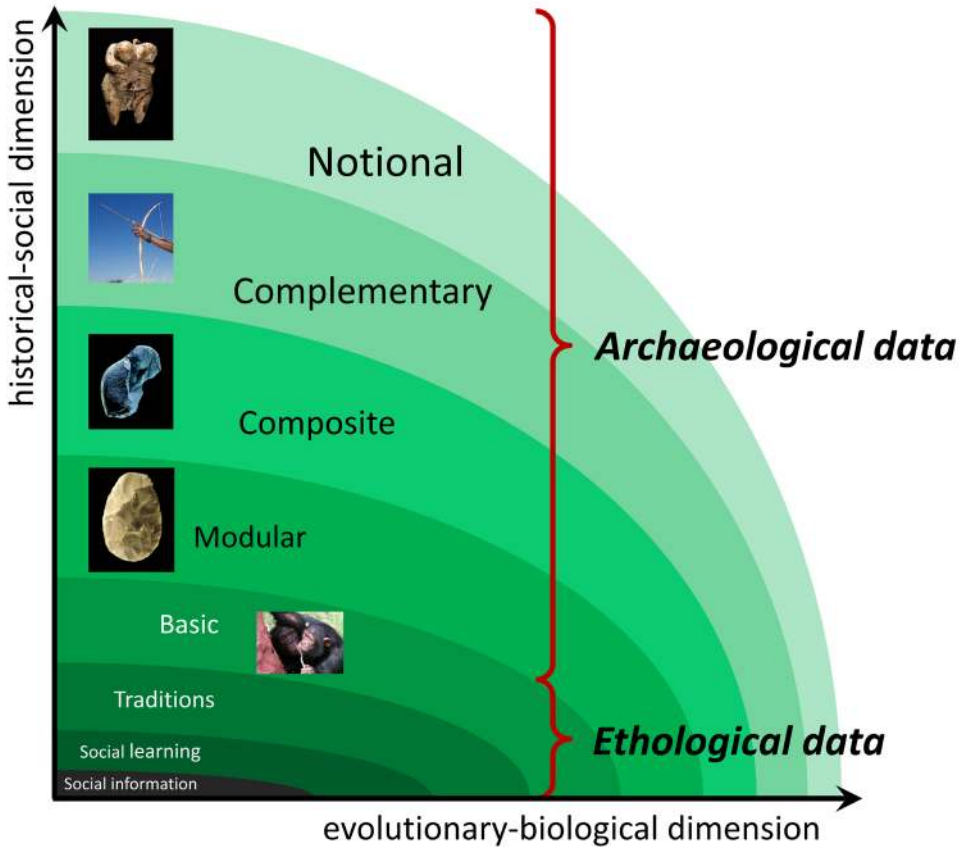 historical-social dimension
Notional
Complementary
Archaeological data
Composite
Modular
Basic
Traditions
Ethological data
Social learning
Social information
evolutionary-biological dimension